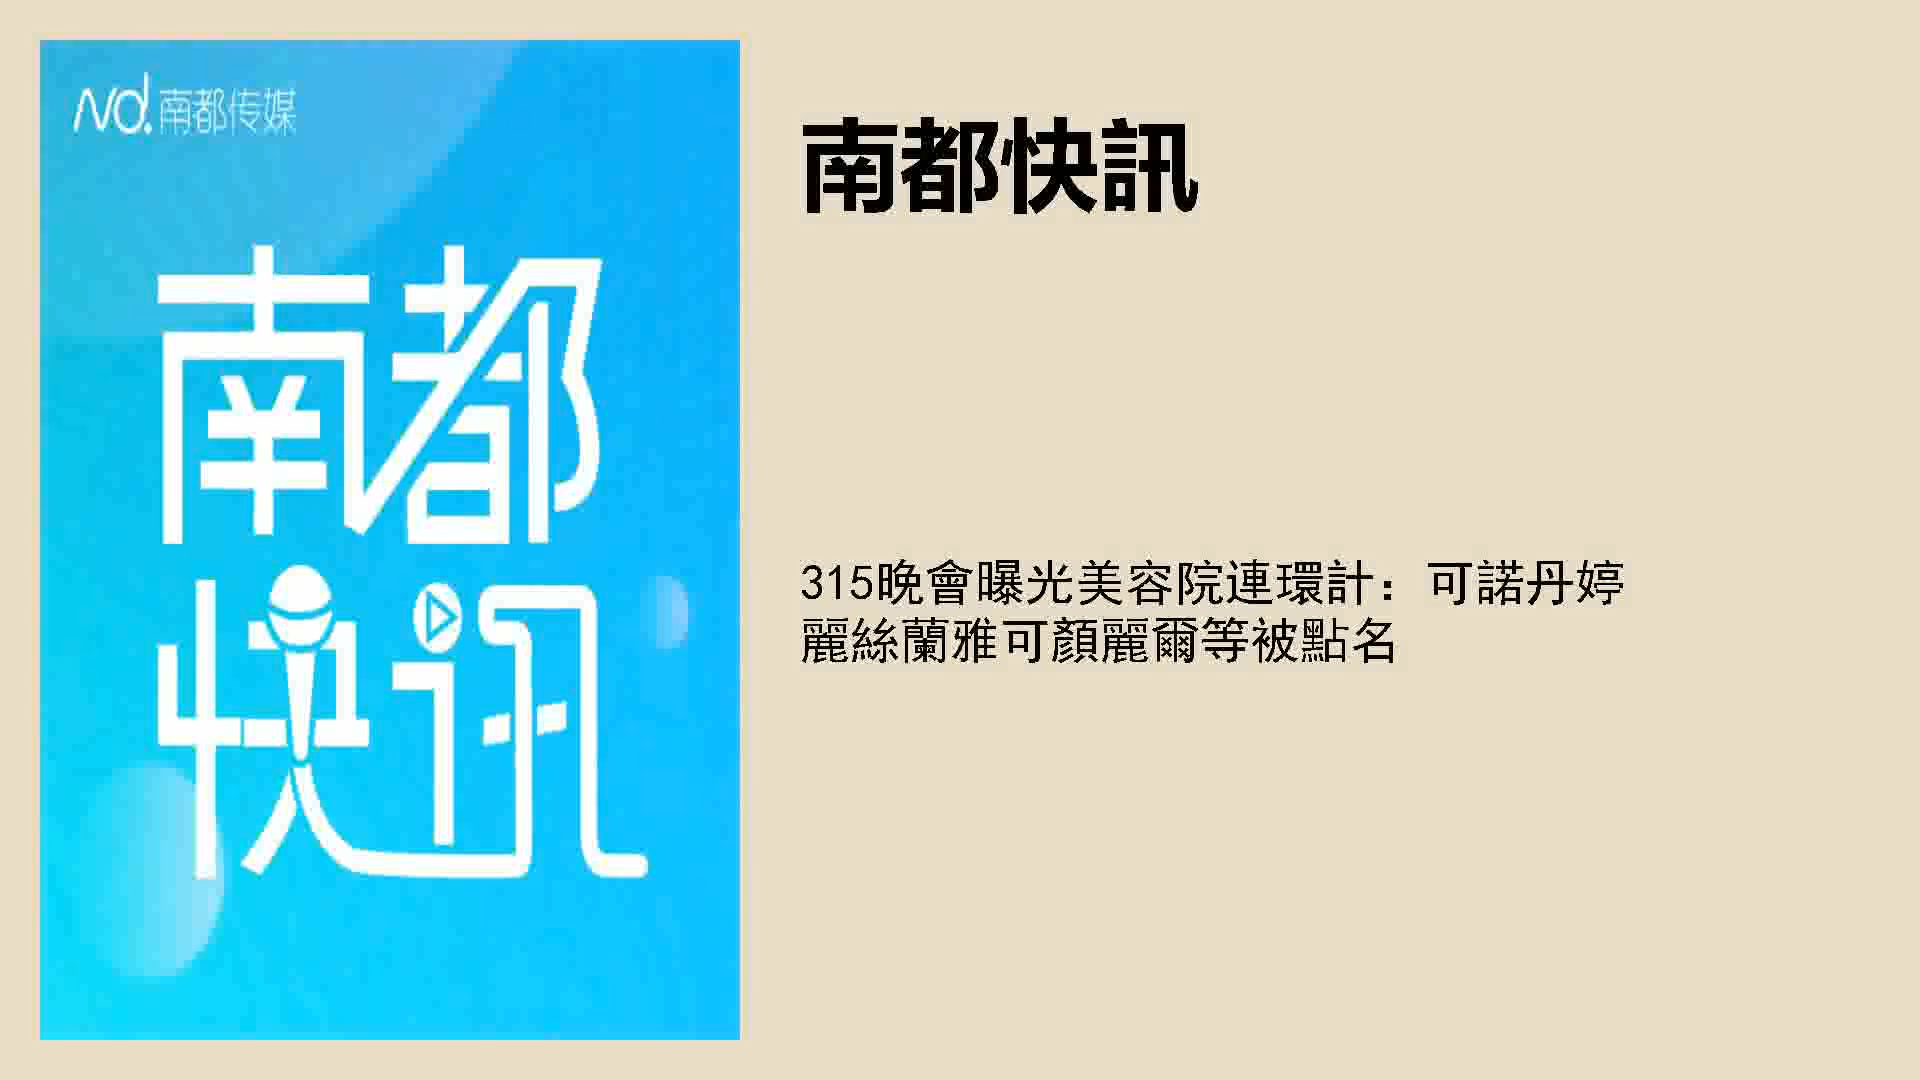 Nd.南都传媒
南都
快讯
南都快訊
315晚會曝光美容院連環計：可諾丹婷
麗絲蘭雅可顏麗爾等被點名